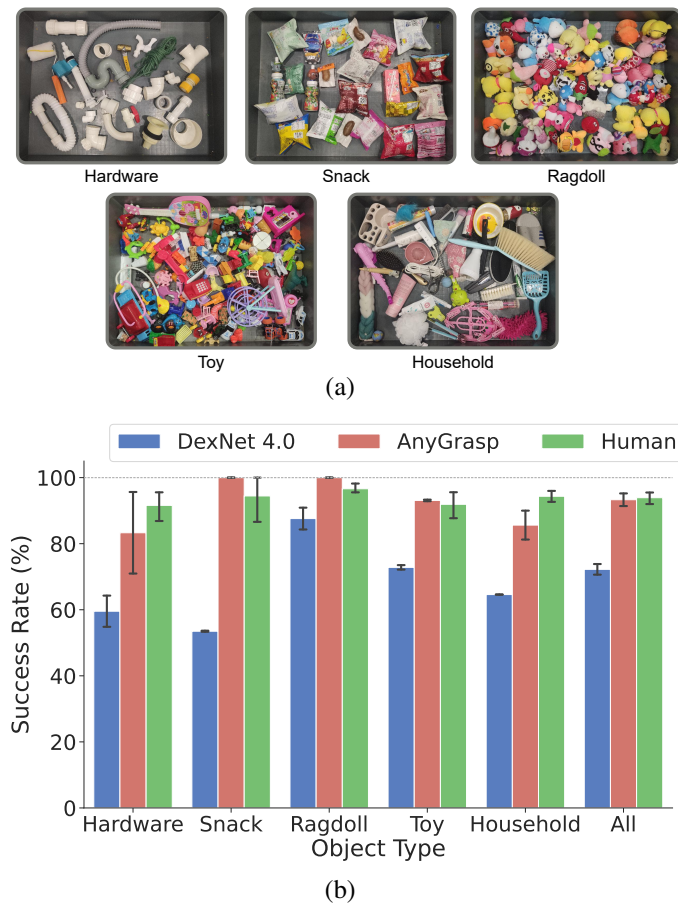 Hardware
Snack
Ragdoll
Toy
Household
(a)
DexNet 4.0
AnyGrasp
Human
Success Rate (%)
100
80
60
40
20
0
Hardware
Snack
Ragdoll
Toy
Household
All
Object Type
(b)